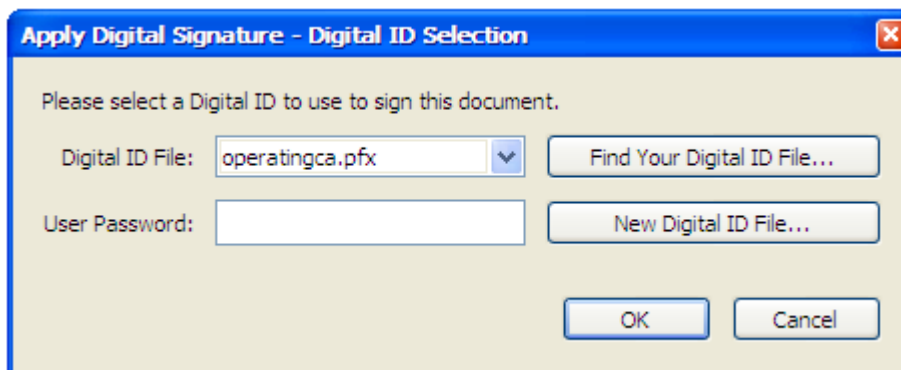 Apply Digital Signature - Digital ID Selection
Please select a Digital ID to use to sign this document.
Digital ID File: operatingca.pfx Find Your Digital ID File...
User Password: New Digital ID File...
OK Cancel